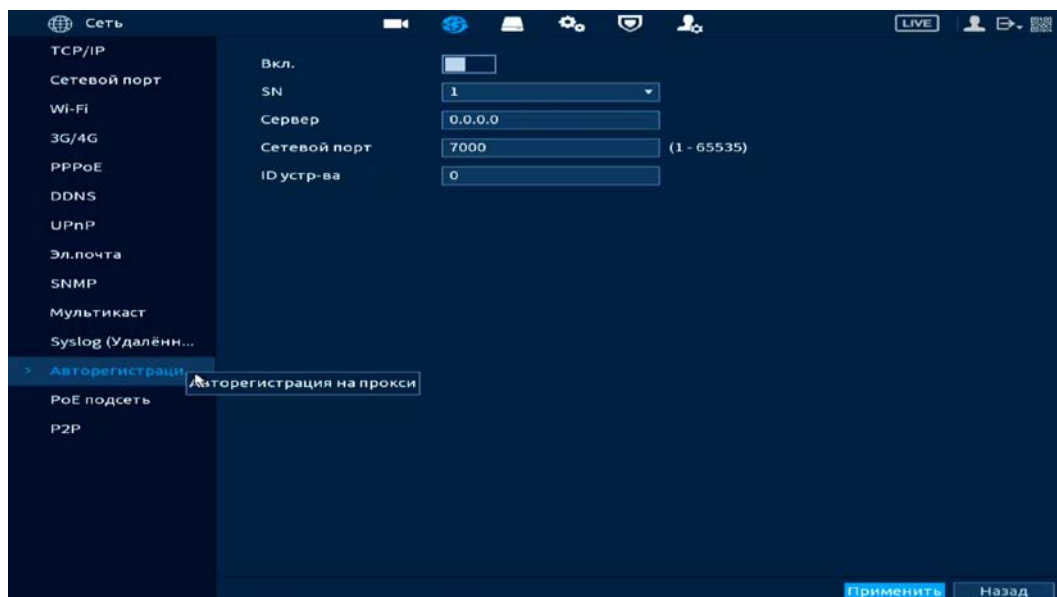 Сеть
LIVE
TCP/IP
Сетевой порт
Wi-Fi
3G/4G
PPPoE
DDNS
UPnP
Эл.почта
SNMP
Мультикаст
Syslog (Удалённ...
Авторегистраци...
Авторегистрация на прокси
PoE подсеть
P2P
Вкл.
SN 1
Сервер 0.0.0.0
Сетевой порт 7000 (1 - 65535)
ID устр-ва 0
Применить Назад